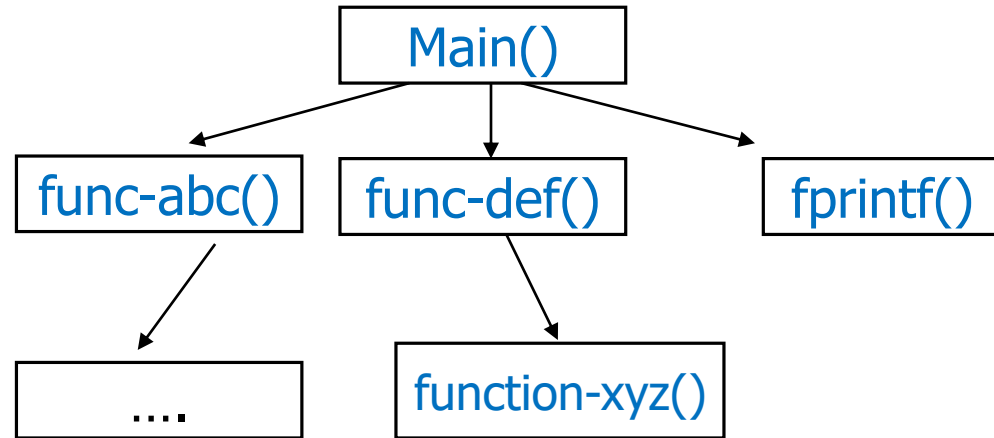 Main()
func-abc()
func-def()
fprintf()
....
function-xyz()